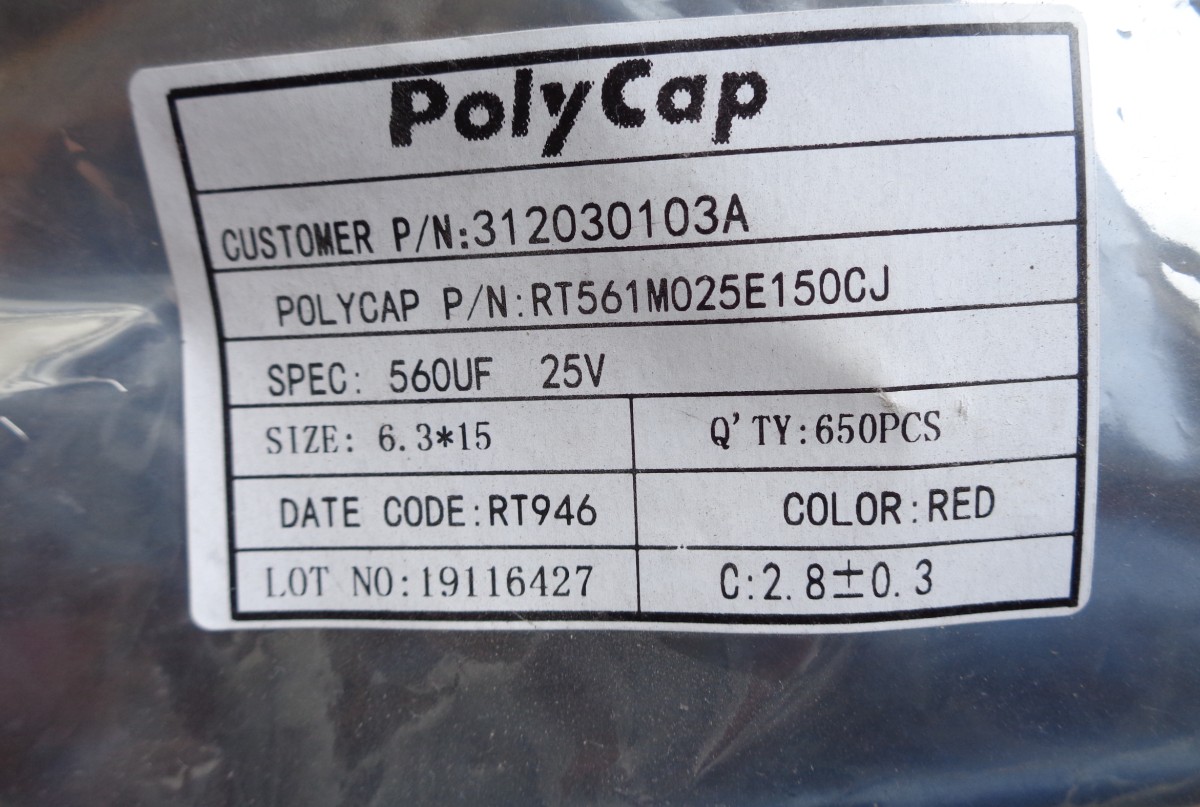 PolyCap
CUSTOMER P/N:312030103A
POLYCAP P/N:RT561M025E150CJ
SPEC: 560UF 25V
SIZE: 6.3*15 Q'TY:650PCS
DATE CODE:RT946 COLOR:RED
LOT NO:19116427 C:2.8±0.3